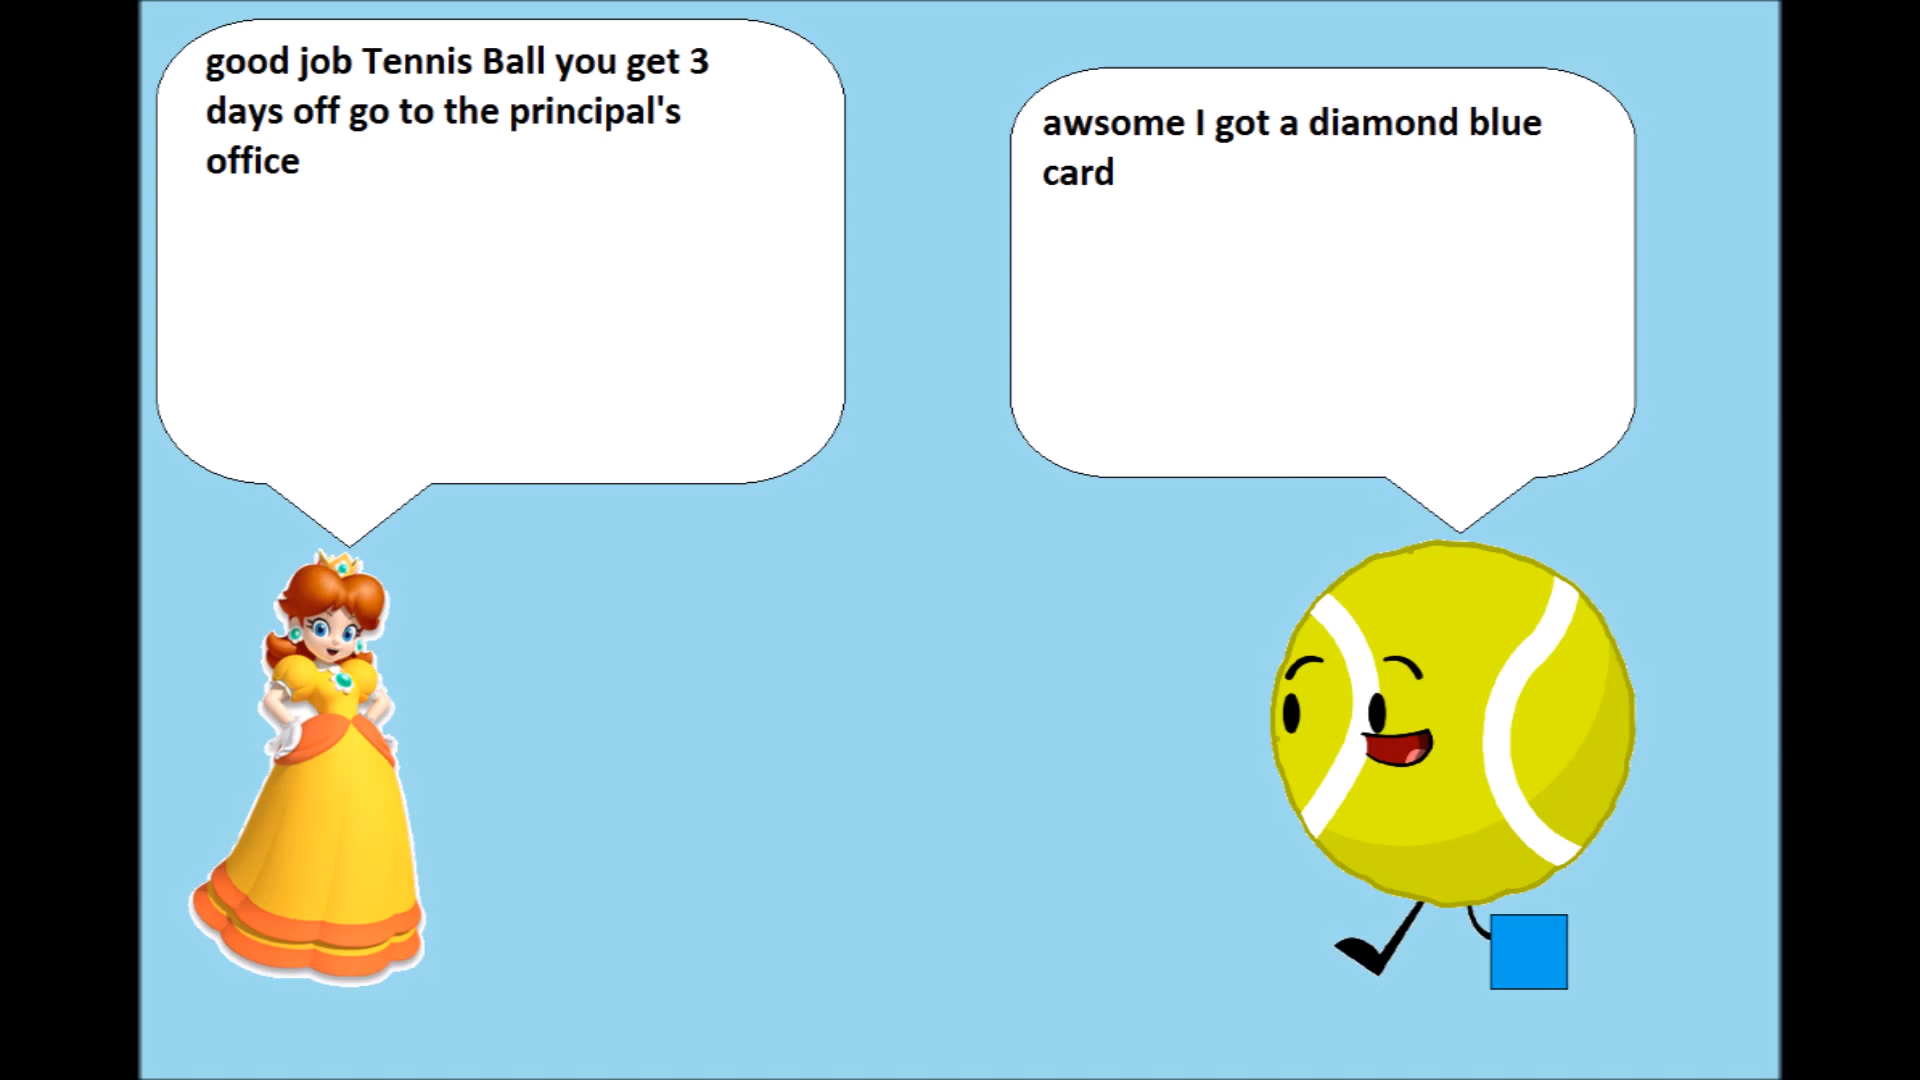 good job Tennis Ball you get 3
days off go to the principal's
office
awsome I got a diamond blue
card